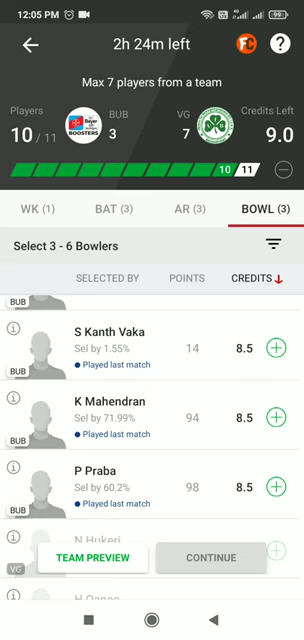 12:05 PM
2h 24m left
FC
?
Max 7 players from a team
Players
10 / 11
BUB
3
VG
7
Credits Left
9.0
10 11
WK (1)
BAT (3)
AR (3)
BOWL (3)
Select 3 - 6 Bowlers
SELECTED BY
POINTS
CREDITS
BUB
S Kanth Vaka
Sel by 1.55%
Played last match
14
8.5
BUB
K Mahendran
Sel by 71.99%
Played last match
94
8.5
BUB
P Praba
Sel by 60.2%
Played last match
98
8.5
BUB
N Hukeri
VG
TEAM PREVIEW
CONTINUE